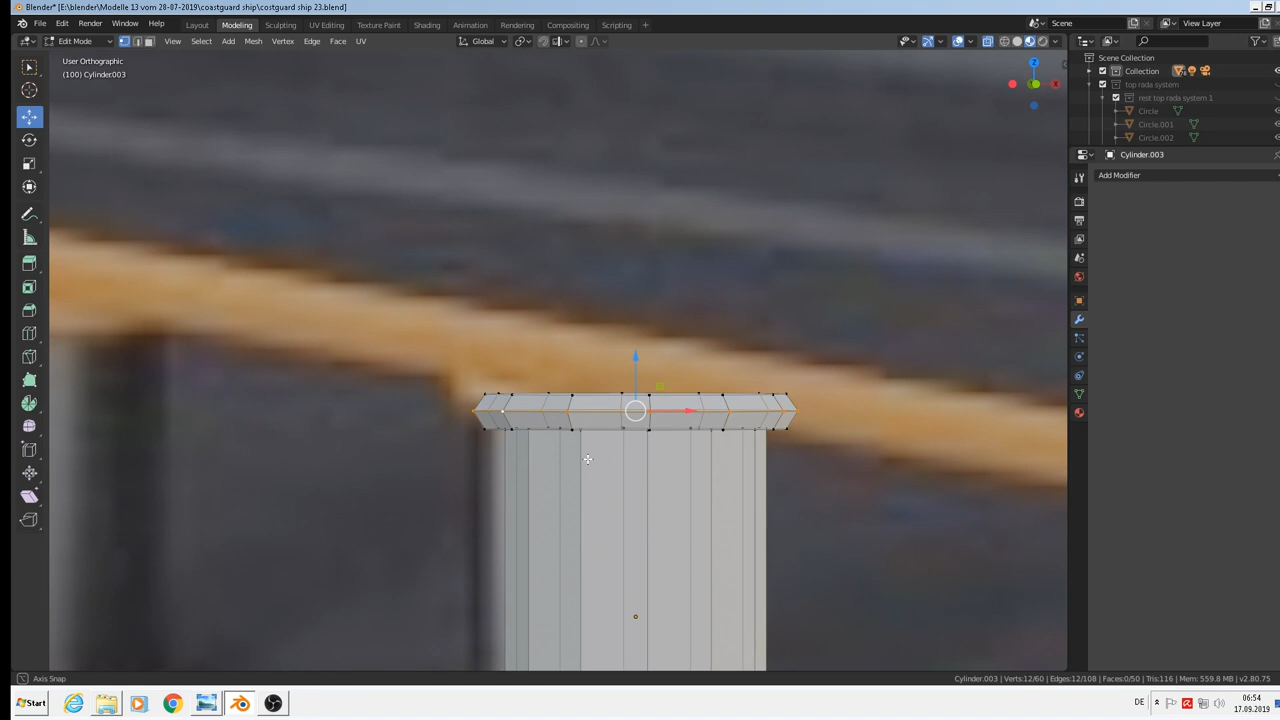 Blender* [E:\blender\Modelle 13 vom 28-07-2019\coastguard ship\costguard ship 23.blend]
File Edit Render Window Help
Layout Modeling Sculpting UV Editing Texture Paint Shading Animation Rendering Compositing Scripting +
Scene
View Layer
Edit Mode View Select Add Mesh Vertex Edge Face UV
Global
User Orthographic
(100) Cylinder.003
Z
X
Scene Collection
Collection
top rada system
rest top rada system 1
Circle
Circle.001
Circle.002
Cylinder.003
Add Modifier
Axis Snap
Cylinder.003 | Verts:12/60 | Edges:12/108 | Faces:0/50 | Tris:116 | Mem: 559.8 MB | v2.80.75
Start
DE
06:54
17.09.2019